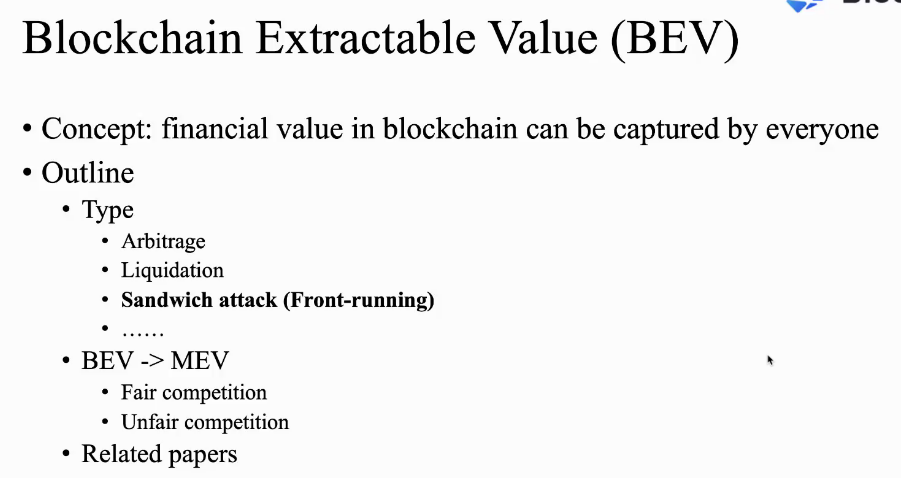 Blockchain Extractable Value (BEV)
• Concept: financial value in blockchain can be captured by everyone
• Outline
• Type
• Arbitrage
• Liquidation
• Sandwich attack (Front-running)
• ……
• BEV -> MEV
• Fair competition
• Unfair competition
• Related papers